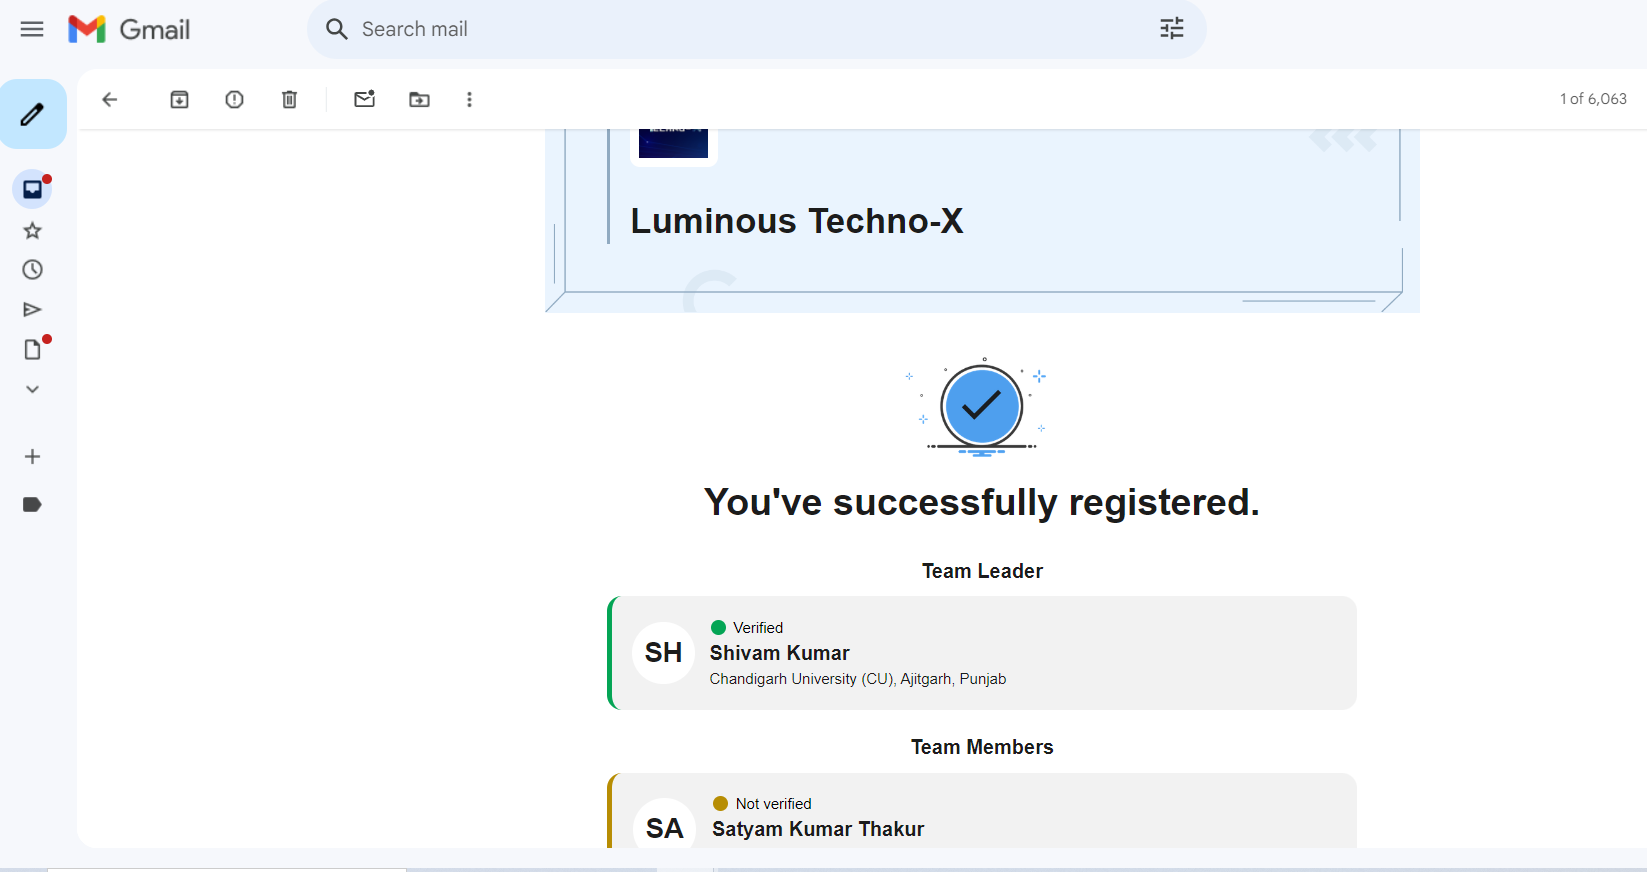 Gmail
Search mail
1 of 6,063
Luminous Techno-X
You've successfully registered.
Team Leader
SH
Verified
Shivam Kumar
Chandigarh University (CU), Ajitgarh, Punjab
Team Members
SA
Not verified
Satyam Kumar Thakur